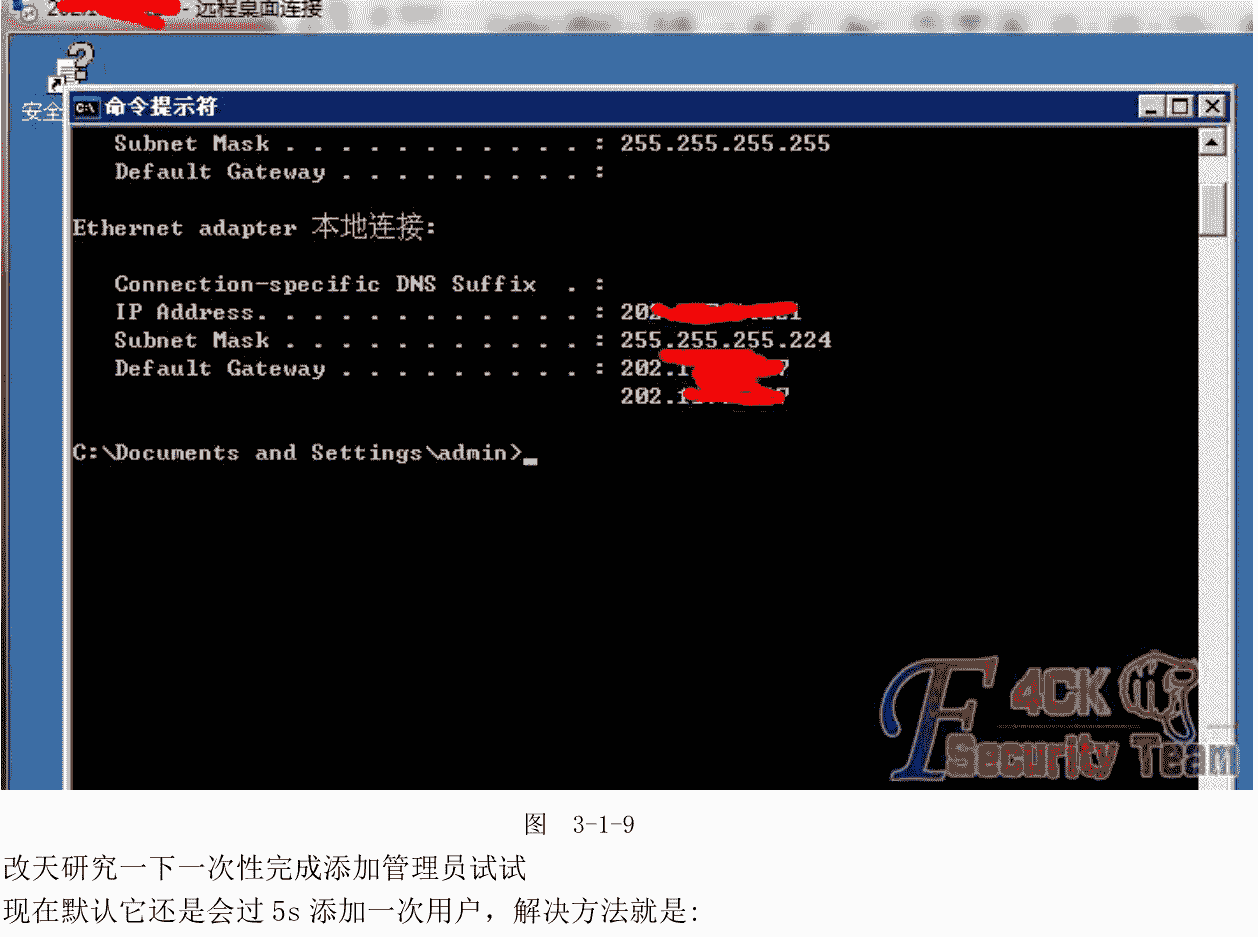 - 远程桌面连接
安全
命令提示符
Subnet Mask . . . . . . . . . . . . : 255.255.255.255
Default Gateway . . . . . . . . . :
Ethernet adapter 本地连接:
Connection-specific DNS Suffix . :
IP Address. . . . . . . . . . . . . : 202
Subnet Mask . . . . . . . . . . . . : 255.255.255.224
Default Gateway . . . . . . . . . : 202.1
202.1
C:\Documents and Settings\admin>
F4CK
Security Team
图 3-1-9
改天研究一下一次性完成添加管理员试试
现在默认它还是会过 5s 添加一次用户，解决方法就是: